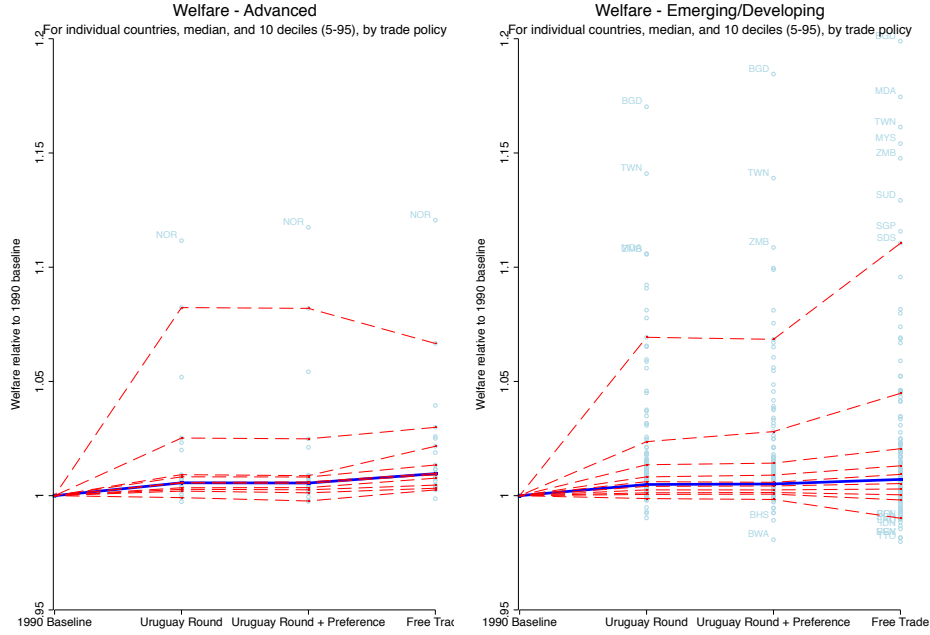 Welfare - Advanced
For individual countries, median, and 10 deciles (5-95), by trade policy
Welfare relative to 1990 baseline
1.2
1.15
1.1
1.05
1
.95
NOR
NOR
NOR
1990 Baseline
Uruguay Round
Uruguay Round + Preference
Free Trad
Welfare - Emerging/Developing
For individual countries, median, and 10 deciles (5-95), by trade policy
Welfare relative to 1990 baseline
1.2
1.15
1.1
1.05
1
.95
BGD
TWN
BGD
TWN
ZMB
BHS
BWA
MDA
TWN
MYS
ZMB
SUD
SGP
SDS
1990 Baseline
Uruguay Round
Uruguay Round + Preference
Free Trade